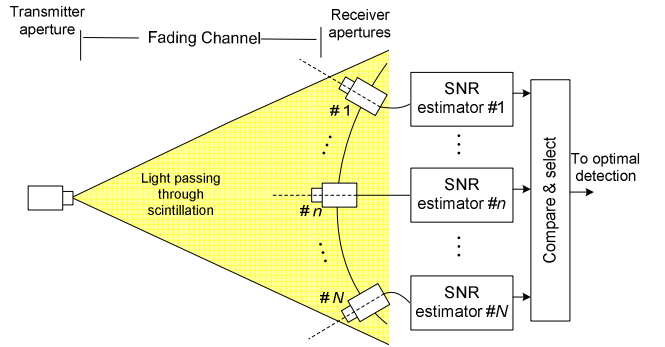 Transmitter
aperture
Fading Channel
Receiver
apertures
Light passing
through
scintillation
#1
#n
#N
SNR
estimator #1
SNR
estimator #n
SNR
estimator #N
Compare & select
To optimal
detection